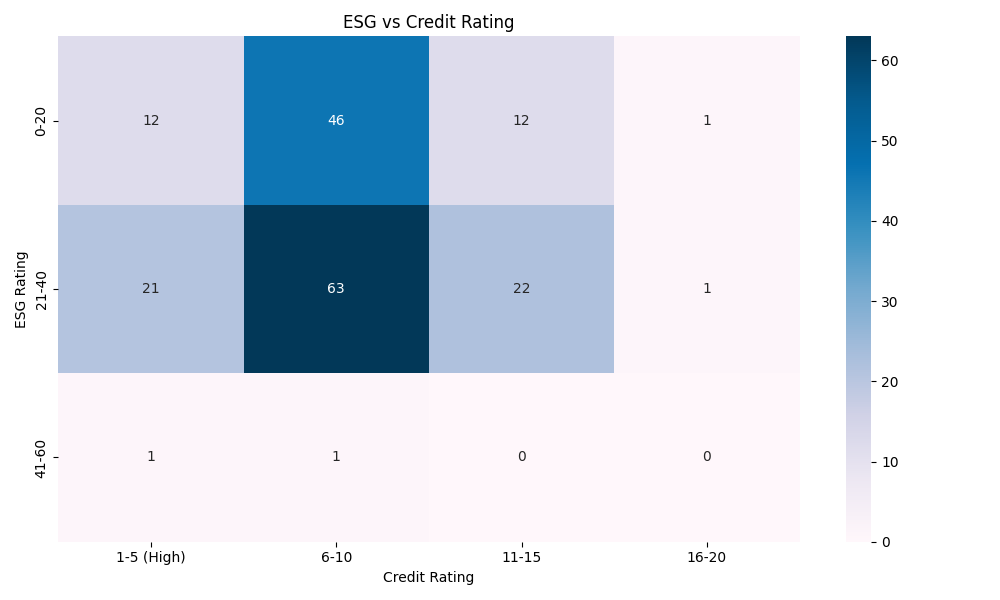 ESG vs Credit Rating
ESG Rating
0-20
12 46 12 1
21-40
21 63 22 1
41-60
1 1 0 0
1-5 (High) 6-10 11-15 16-20
Credit Rating
60
50
40
30
20
10
0